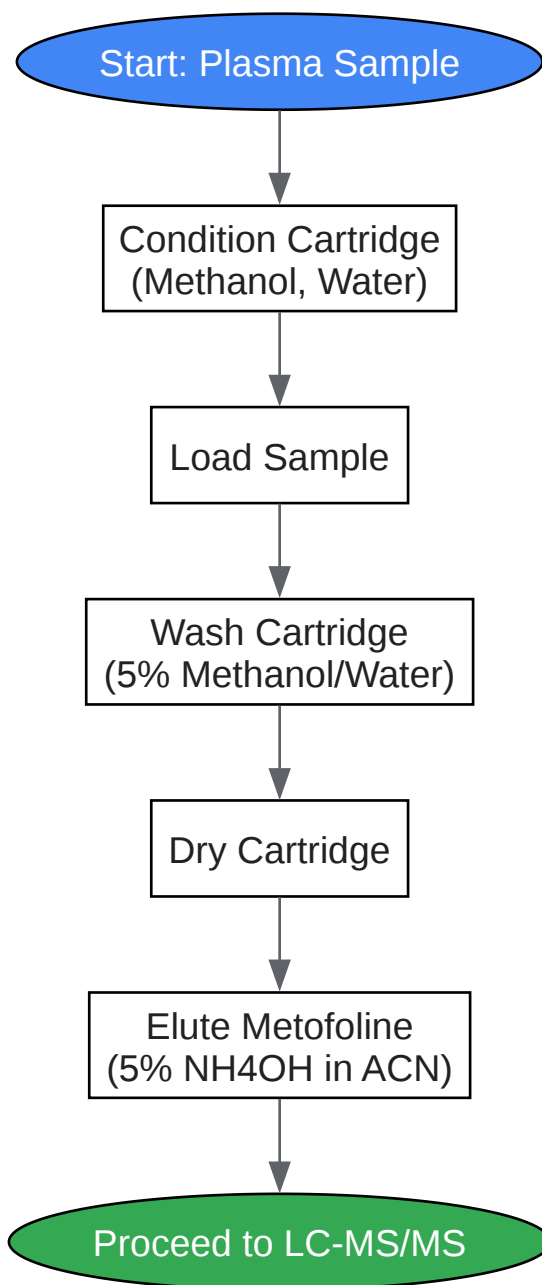 Start: Plasma Sample
Condition Cartridge
(Methanol, Water)
Load Sample
Wash Cartridge
(5% Methanol/Water)
Dry Cartridge
Elute Metofoline
(5% NH4OH in ACN)
Proceed to LC-MS/MS